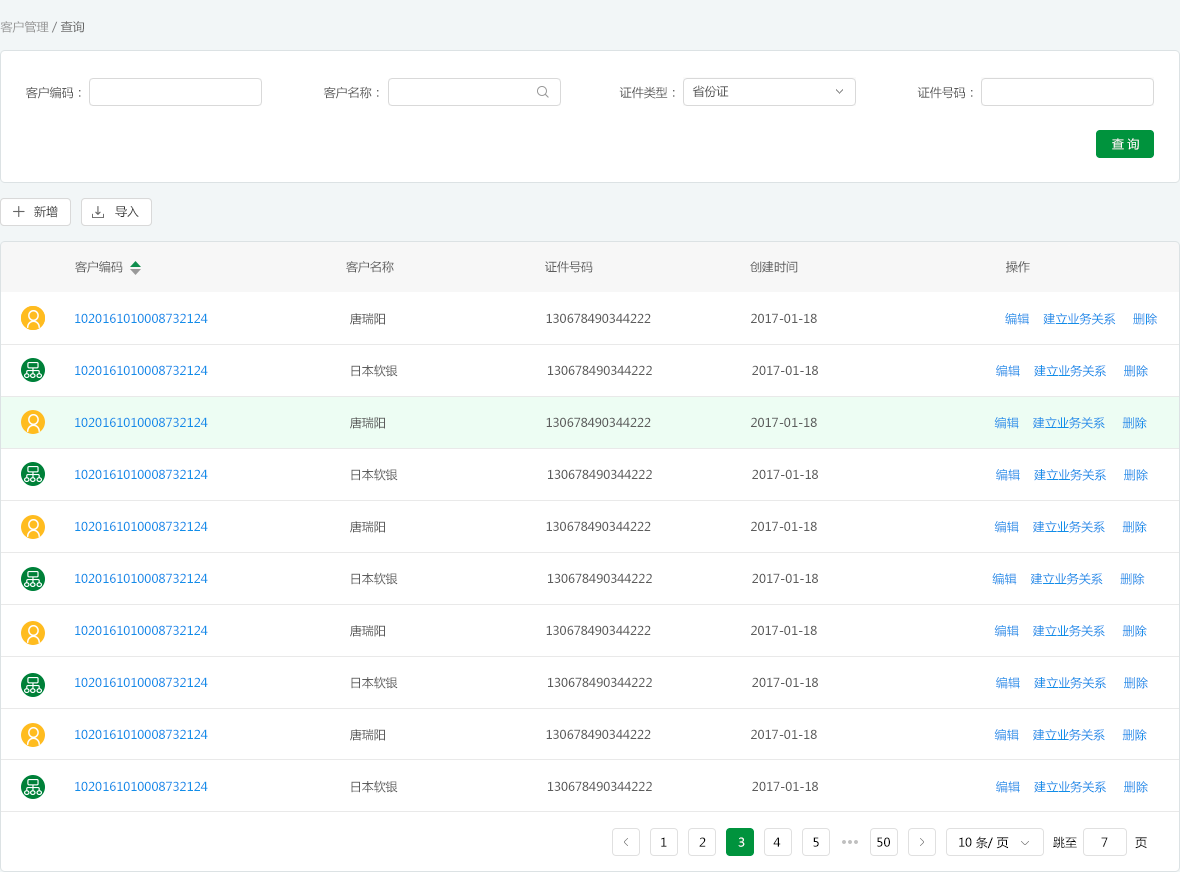 客户管理 / 查询
客户编码： 客户名称： 证件类型： 省份证 证件号码：
查 询
新增 导入
客户编码 客户名称 证件号码 创建时间 操作
1020161010008732124 唐瑞阳 130678490344222 2017-01-18 编辑 建立业务关系 删除
1020161010008732124 日本软银 130678490344222 2017-01-18 编辑 建立业务关系 删除
1020161010008732124 唐瑞阳 130678490344222 2017-01-18 编辑 建立业务关系 删除
1020161010008732124 日本软银 130678490344222 2017-01-18 编辑 建立业务关系 删除
1020161010008732124 唐瑞阳 130678490344222 2017-01-18 编辑 建立业务关系 删除
1020161010008732124 日本软银 130678490344222 2017-01-18 编辑 建立业务关系 删除
1020161010008732124 唐瑞阳 130678490344222 2017-01-18 编辑 建立业务关系 删除
1020161010008732124 日本软银 130678490344222 2017-01-18 编辑 建立业务关系 删除
1020161010008732124 唐瑞阳 130678490344222 2017-01-18 编辑 建立业务关系 删除
1020161010008732124 日本软银 130678490344222 2017-01-18 编辑 建立业务关系 删除
1 2 3 4 5 ••• 50 10 条/ 页 跳至 7 页